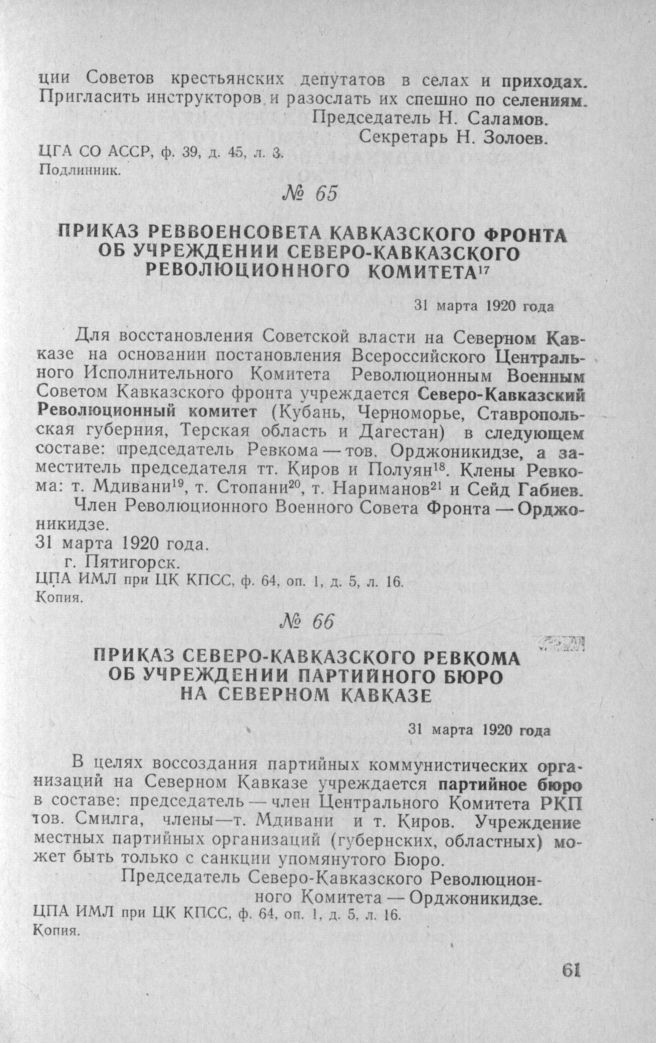 ции Советов крестьянских депутатов в селах и приходах.
Пригласить инструкторов и разослать их спешно по селениям.
Председатель Н. Саламов.
Секретарь Н. Золоев.
ЦГА СО АССР, ф. 39, д. 45, л. 3.
Подлинник.
№ 65
ПРИКАЗ РЕВВОЕНСОВЕТА КАВКАЗСКОГО ФРОНТА
ОБ УЧРЕЖДЕНИИ СЕВЕРО-КАВКАЗСКОГО
РЕВОЛЮЦИОННОГО КОМИТЕТА¹⁷
31 марта 1920 года
Для восстановления Советской власти на Северном Кав-
казе на основании постановления Всероссийского Централь-
ного Исполнительного Комитета Революционным Военным
Советом Кавказского фронта учреждается Северо-Кавказский
Революционный комитет (Кубань, Черноморье, Ставрополь-
ская губерния, Терская область и Дагестан) в следующем
составе: председатель Ревкома — тов. Орджоникидзе, а за-
меститель председателя тт. Киров и Полуян¹⁸. Клены Ревко-
ма: т. Мдивани¹⁹, т. Стопани²⁰, т. Нариманов²¹ и Сейд Габиев.
Член Революционного Военного Совета Фронта — Орджо-
никидзе.
31 марта 1920 года.
г. Пятигорск.
ЦПА ИМЛ при ЦК КПСС, ф. 64, оп. 1, д. 5, л. 16.
Копия.
№ 66
ПРИКАЗ СЕВЕРО-КАВКАЗСКОГО РЕВКОМА
ОБ УЧРЕЖДЕНИИ ПАРТИЙНОГО БЮРО
НА СЕВЕРНОМ КАВКАЗЕ
31 марта 1920 года
В целях воссоздания партийных коммунистических орга-
низаций на Северном Кавказе учреждается партийное бюро
в составе: председатель — член Центрального Комитета РКП
тов. Смилга, члены—т. Мдивани и т. Киров. Учреждение
местных партийных организаций (губернских, областных) мо-
жет быть только с санкции упомянутого Бюро.
Председатель Северо-Кавказского Революцион-
ного Комитета — Орджоникидзе.
ЦПА ИМЛ при ЦК КПСС, ф. 64, оп. 1, д. 5, л. 16.
Копия.
61